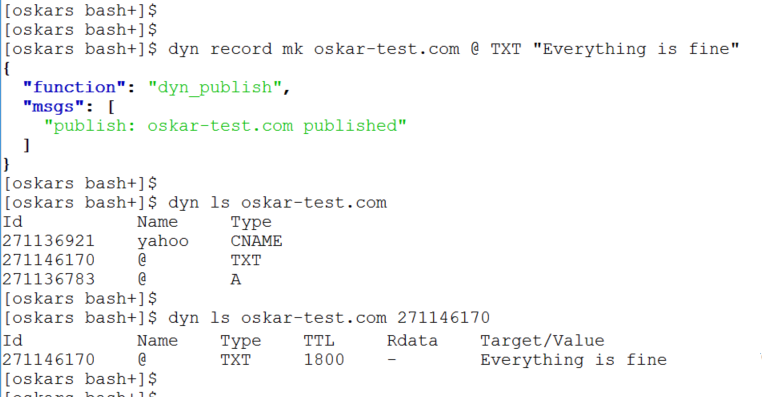 [oskars bash+]$
[oskars bash+]$
[oskars bash+]$ dyn record mk oskar-test.com @ TXT "Everything is fine"
{
  "function": "dyn_publish",
  "msgs": [
    "publish: oskar-test.com published"
  ]
}
[oskars bash+]$
[oskars bash+]$ dyn ls oskar-test.com
Id           Name     Type
271136921    yahoo    CNAME
271146170    @        TXT
271136783    @        A
[oskars bash+]$
[oskars bash+]$ dyn ls oskar-test.com 271146170
Id           Name    Type    TTL     Rdata    Target/Value
271146170    @       TXT     1800    -        Everything is fine
[oskars bash+]$
[oskars bash+]$